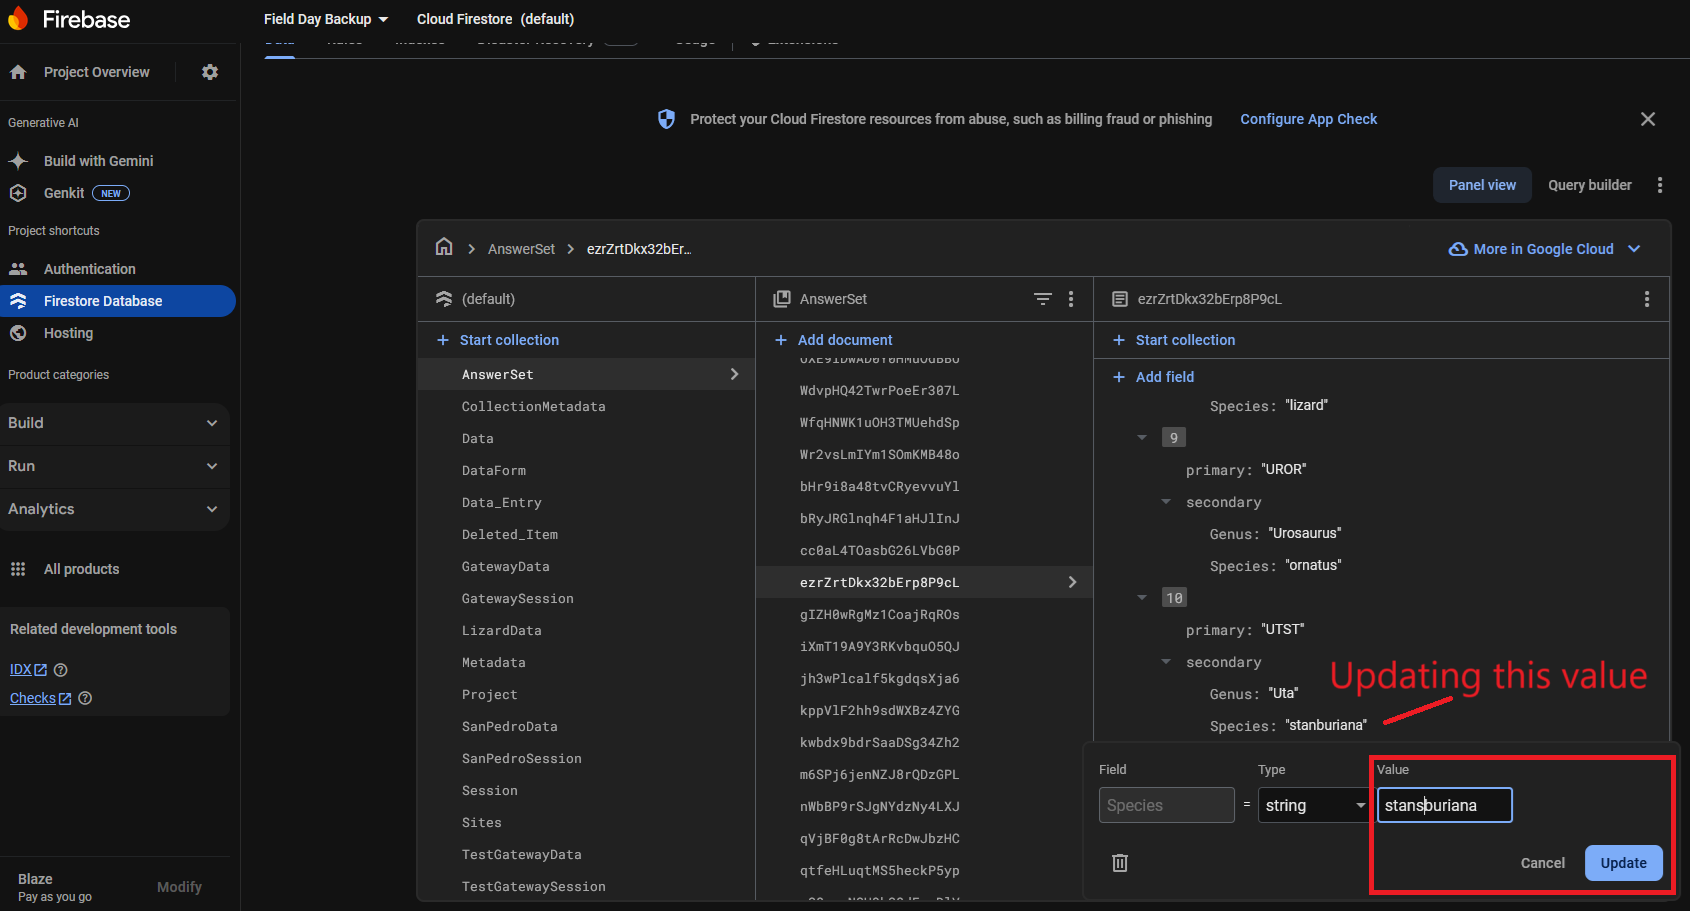 Firebase
Field Day Backup
Cloud Firestore (default)
Data Rules Indexes Disaster Recovery Usage Extensions
Project Overview
Generative AI
Build with Gemini
Genkit NEW
Project shortcuts
Authentication
Firestore Database
Hosting
Product categories
Build
Run
Analytics
All products
Related development tools
IDX
Checks
Blaze
Pay as you go
Modify
Protect your Cloud Firestore resources from abuse, such as billing fraud or phishing
Configure App Check
Panel view
Query builder
AnswerSet
ezrZrtDkx32bEr...
More in Google Cloud
(default)
Start collection
AnswerSet
CollectionMetadata
Data
DataForm
Data_Entry
Deleted_Item
GatewayData
GatewaySession
LizardData
Metadata
Project
SanPedroData
SanPedroSession
Session
Sites
TestGatewayData
TestGatewaySession
AnswerSet
Add document
WdvpHQ42TwrPoeEr307L
WfqHNWK1uOH3TMUehdSp
Wr2vsLmIYm1SOmKMB48o
bHr9i8a48tvCRyevvuYl
bRyJRGlnqh4F1aHJlInJ
cc0aL4TOasbG26LVbG0P
ezrZrtDkx32bErp8P9cL
gIZH0wRgMz1CoajRqROs
iXmT19A9Y3RKvbquO5QJ
jh3wPlcalf5kgdqsXja6
kppVlF2hh9sdWXBz4ZYG
kwbdx9bdrSaaDSg34Zh2
m6SPj6jenNZJ8rQDzGPL
nWbBP9rSJgNYdzNy4LXJ
qVjBF0g8tArRcDwJbzHC
qtfeHLuqtMS5heckP5yp
ezrZrtDkx32bErp8P9cL
Start collection
Add field
Species: "lizard"
9
primary: "UROR"
secondary
Genus: "Urosaurus"
Species: "ornatus"
10
primary: "UTST"
secondary
Genus: "Uta"
Species: "stanburiana"
Updating this value
Field
Type
Value
Species
=
string
stansburiana
Cancel
Update